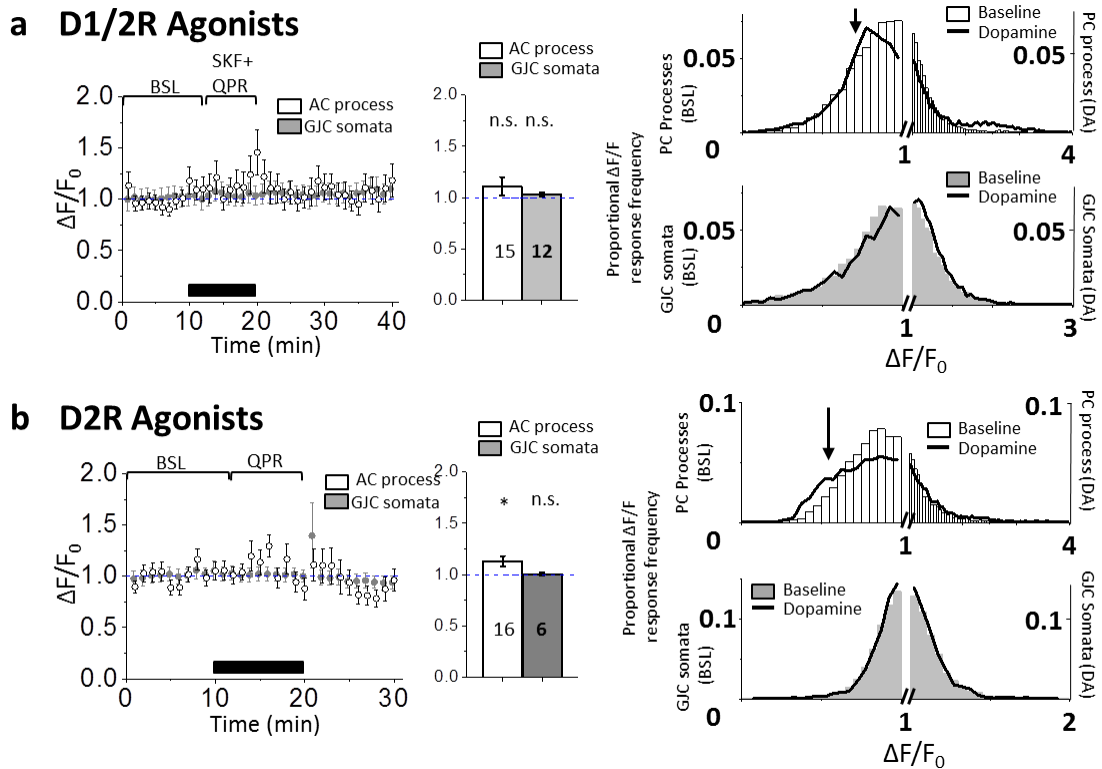 a D1/2R Agonists
SKF+
BSL QPR
AC process
GJC somata
2.0
1.5
1.0
0.5
0.0
ΔF/F0
0 10 20 30 40
Time (min)
AC process
GJC somata
2.0
1.5
1.0
0.5
0.0
n.s. n.s.
15 12
Proportional ΔF/F
response frequency
PC Processes
(BSL)
0.05
Baseline
Dopamine
4
0.05
PC process (DA)
0 1 4
GJC somata
(BSL)
0.05
Baseline
Dopamine
0.05
GJC Somata (DA)
0 1 3
ΔF/F0
b D2R Agonists
BSL QPR
AC process
GJC somata
2.0
1.5
1.0
0.5
0.0
ΔF/F0
0 10 20 30
Time (min)
AC process
GJC somata
2.0
1.5
1.0
0.5
0.0
* n.s.
16 6
Proportional ΔF/F
response frequency
PC Processes
(BSL)
0.1
Baseline
Dopamine
0.1
PC process
(DA)
0 1 4
GJC somata
(BSL)
0.1
Baseline
Dopamine
0.1
GJC Somata (DA)
0 1 2
ΔF/F0